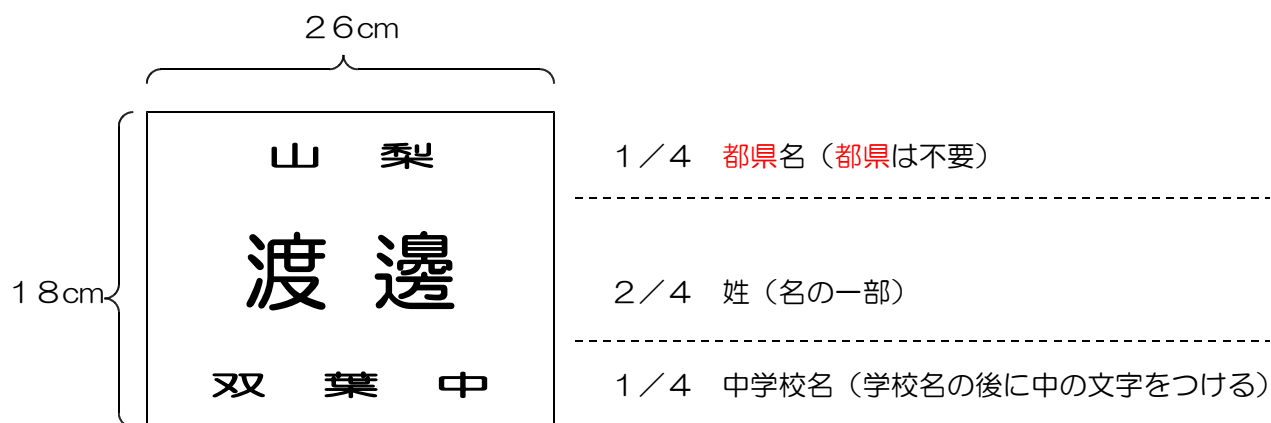 ２６cm
山　梨　１／４　都県名（都県は不要）
１８cm　渡　邊　２／４　姓（名の一部）
双　葉　中　１／４　中学校名（学校名の後に中の文字をつける）